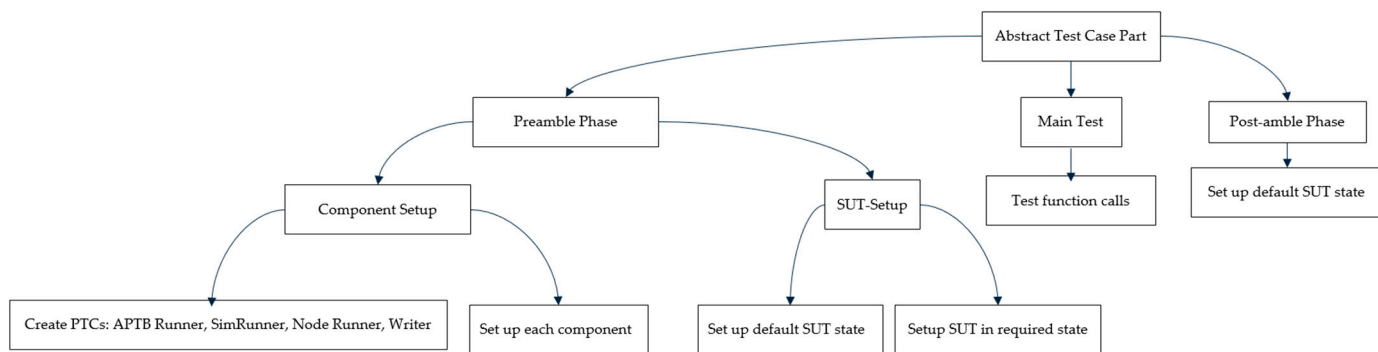 Abstract Test Case Part
Preamble Phase
Main Test
Post-amble Phase
Component Setup
SUT-Setup
Test function calls
Set up default SUT state
Create PTCs: APTB Runner, SimRunner, Node Runner, Writer
Set up each component
Set up default SUT state
Setup SUT in required state